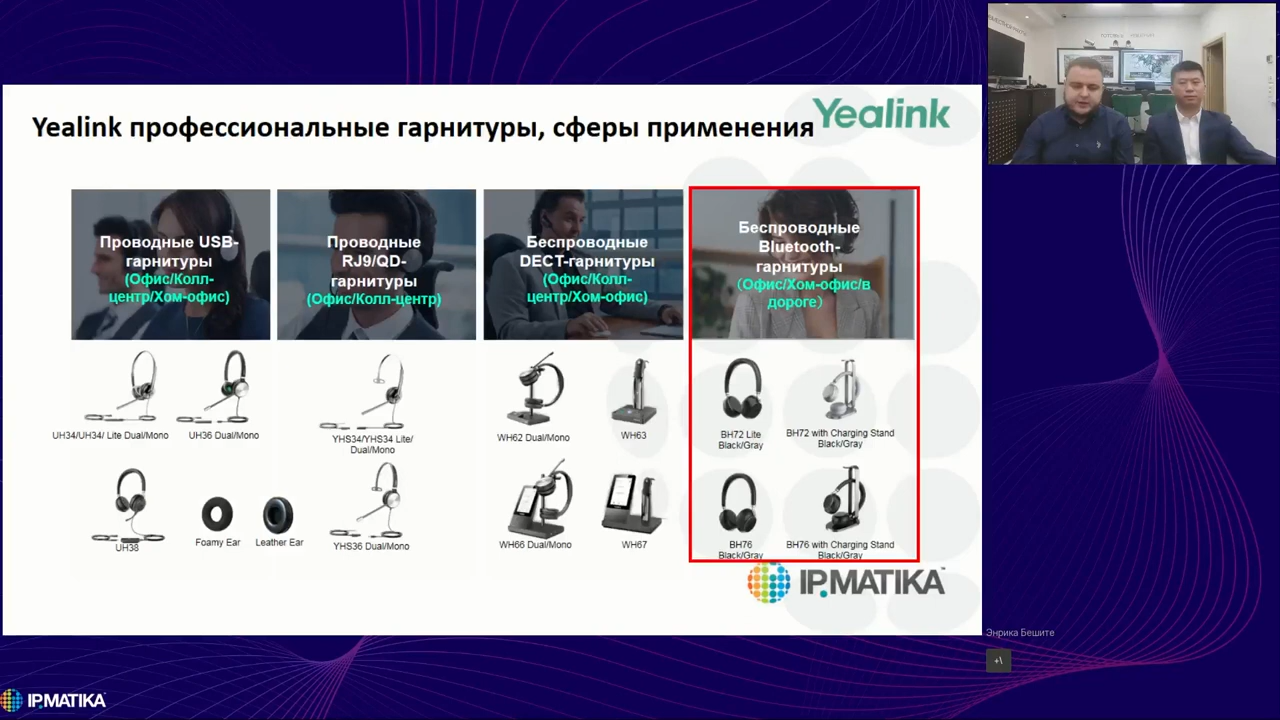 Yealink профессиональные гарнитуры, сферы применения
Yealink
Проводные USB-
гарнитуры
(Офис/Колл-
центр/Хом-офис)
Проводные
RJ9/QD-
гарнитуры
(Офис/Колл-центр)
Беспроводные
DECT-гарнитуры
(Офис/Колл-
центр/Хом-офис)
Беспроводные
Bluetooth-
гарнитуры
(Офис/Хом-офис/в
дороге)
UH34/UH34/ Lite Dual/Mono
UH36 Dual/Mono
UH38
Foamy Ear
Leather Ear
YHS34/YHS34 Lite/
Dual/Mono
YHS36 Dual/Mono
WH62 Dual/Mono
WH63
WH66 Dual/Mono
WH67
BH72 Lite
Black/Gray
BH72 with Charging Stand
Black/Gray
BH76
Black/Gray
BH76 with Charging Stand
Black/Gray
IP.MATIKA
Энрика Бешите
+\
IP.MATIKA